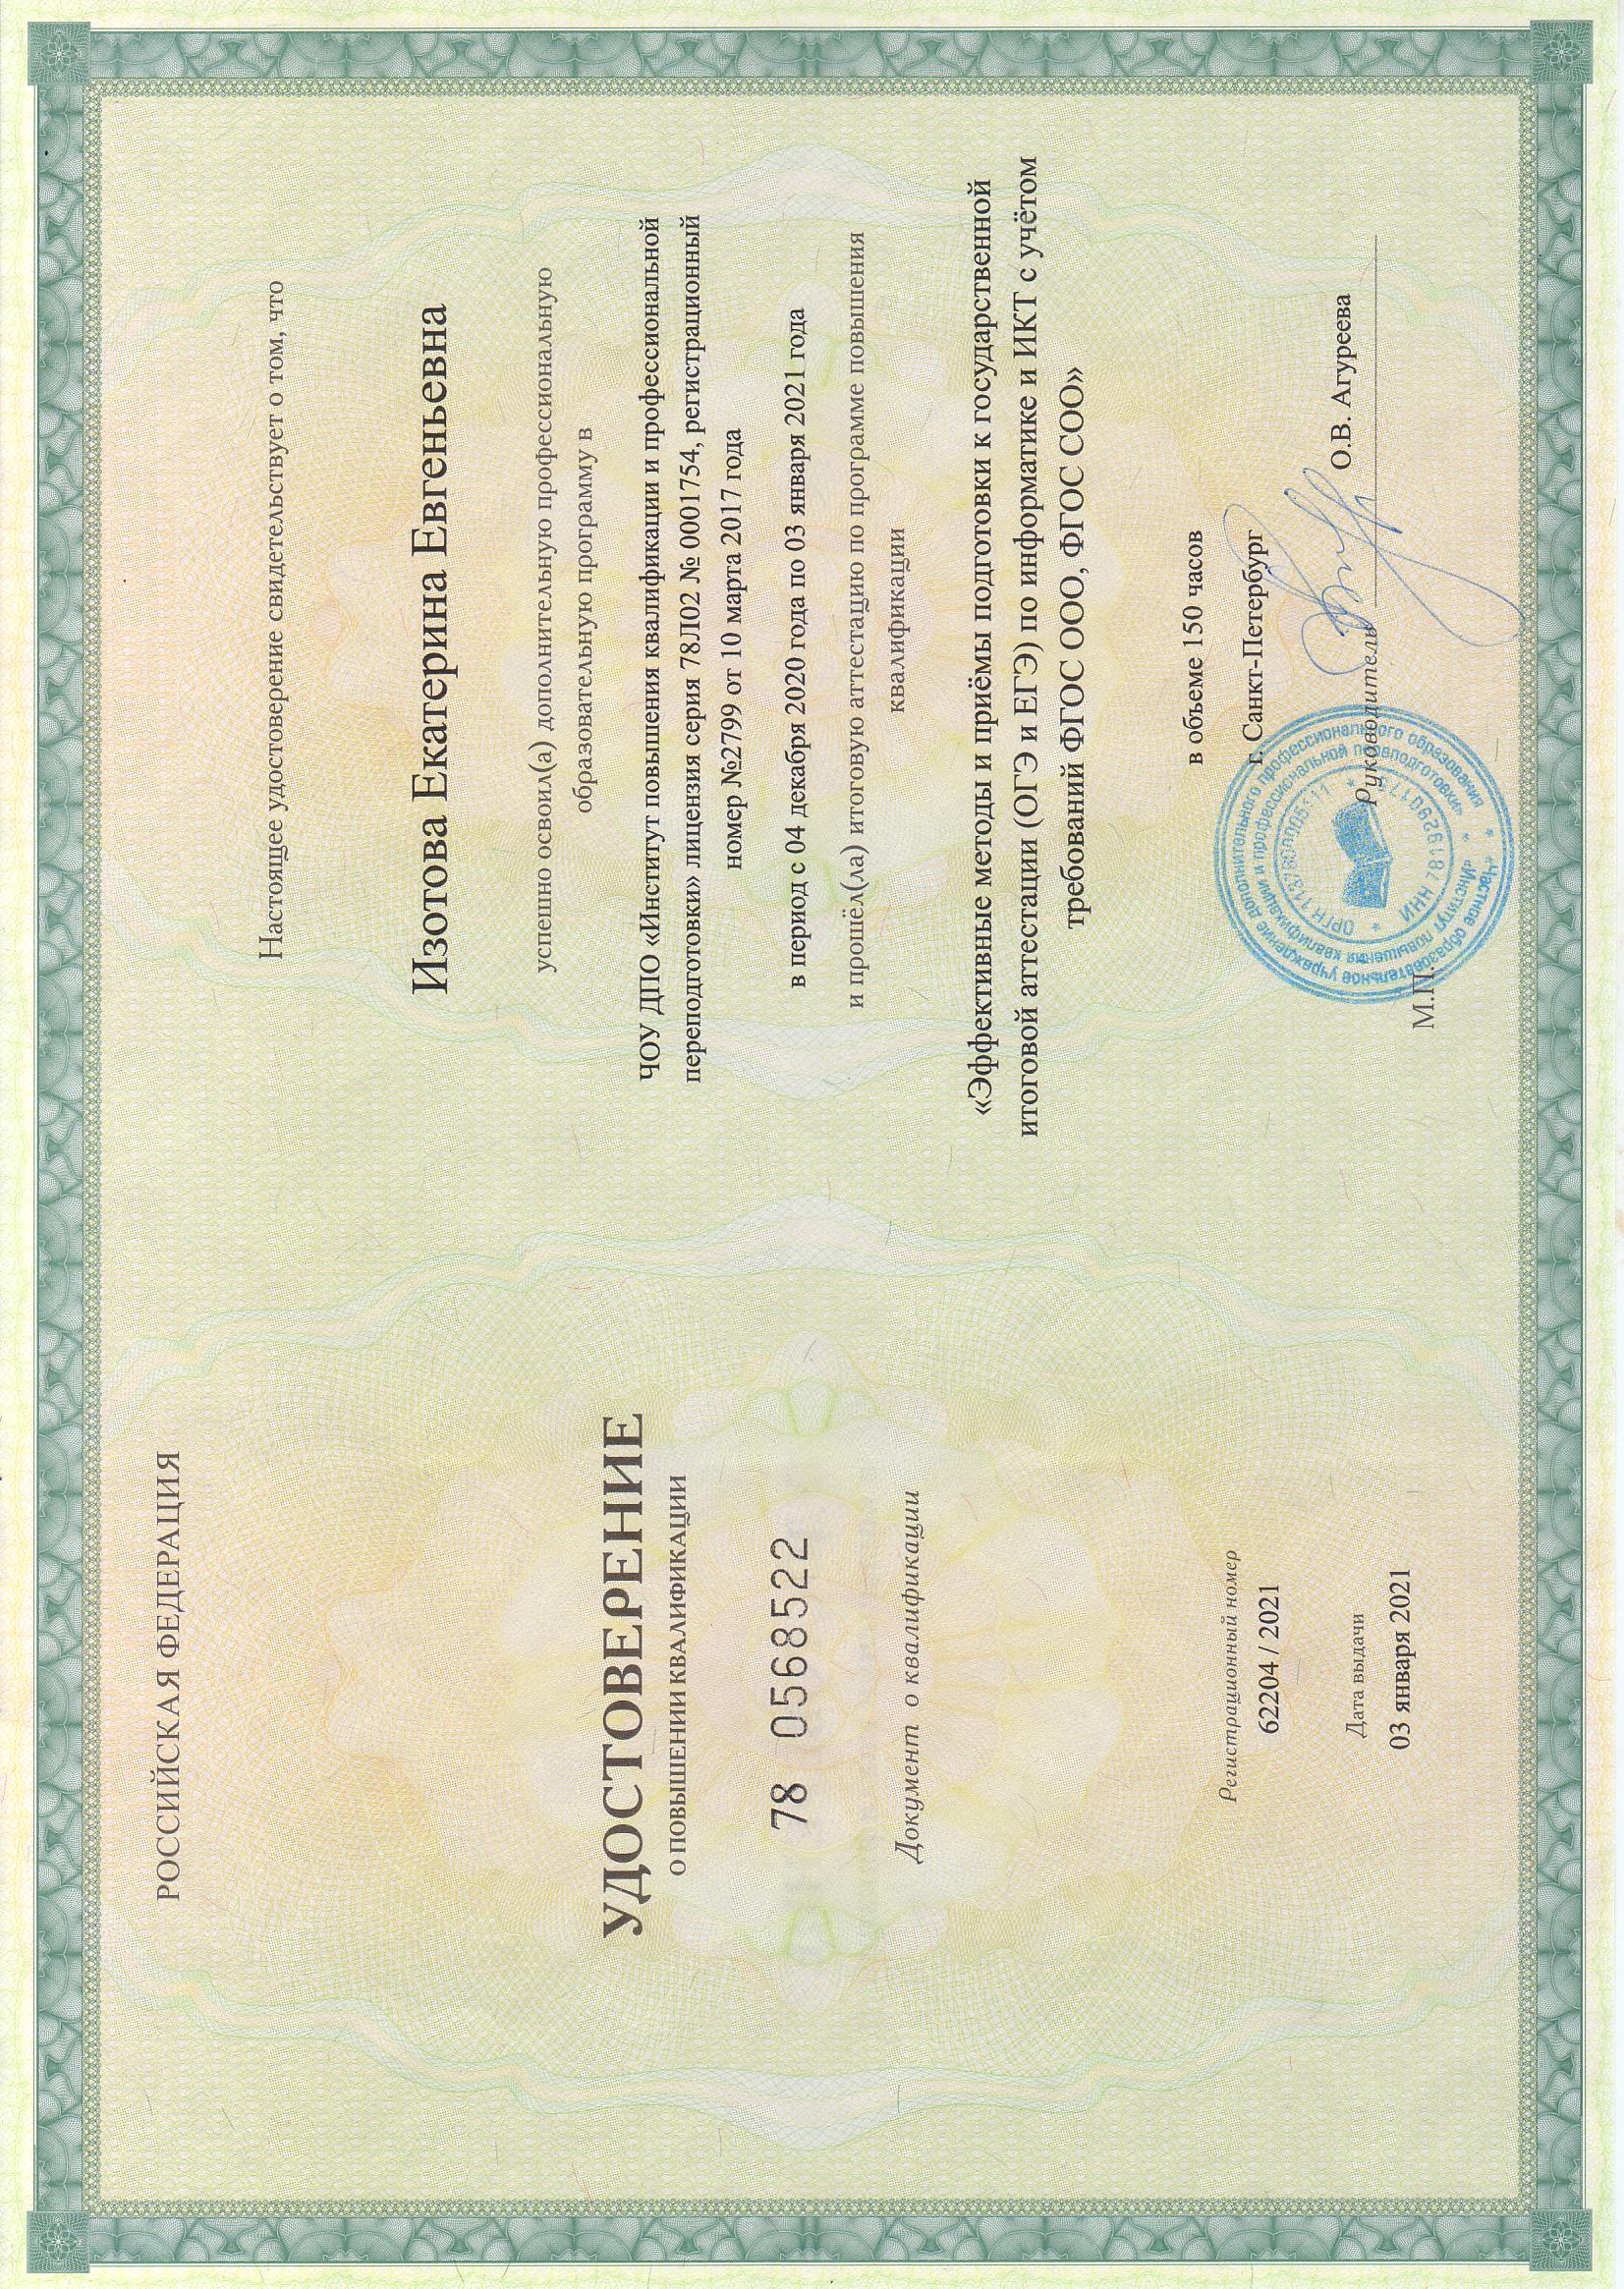 РОССИЙСКАЯ ФЕДЕРАЦИЯ
УДОСТОВЕРЕНИЕ
О ПОВЫШЕНИИ КВАЛИФИКАЦИИ
78 0568522
Документ о квалификации
Регистрационный номер
62204 / 2021
Дата выдачи
03 января 2021
Настоящее удостоверение свидетельствует о том, что
Изотова Екатерина Евгеньевна
успешно освоил(а) дополнительную профессиональную
образовательную программу в
ЧОУ ДПО «Институт повышения квалификации и профессиональной
переподготовки» лицензия серия 78Л02 № 0001754, регистрационный
номер №2799 от 10 марта 2017 года
в период с 04 декабря 2020 года по 03 января 2021 года
и прошёл(ла) итоговую аттестацию по программе повышения
квалификации
«Эффективные методы и приёмы подготовки к государственной
итоговой аттестации (ОГЭ и ЕГЭ) по информатике и ИКТ с учётом
требований ФГОС ООО, ФГОС СОО»
в объеме 150 часов
г. Санкт-Петербург
О.В. Агуреева
Руководитель
М.П.
Частное образовательное учреждение дополнительного профессионального образования
«Институт повышения квалификации и профессиональной переподготовки»
ОРГН
ИНН